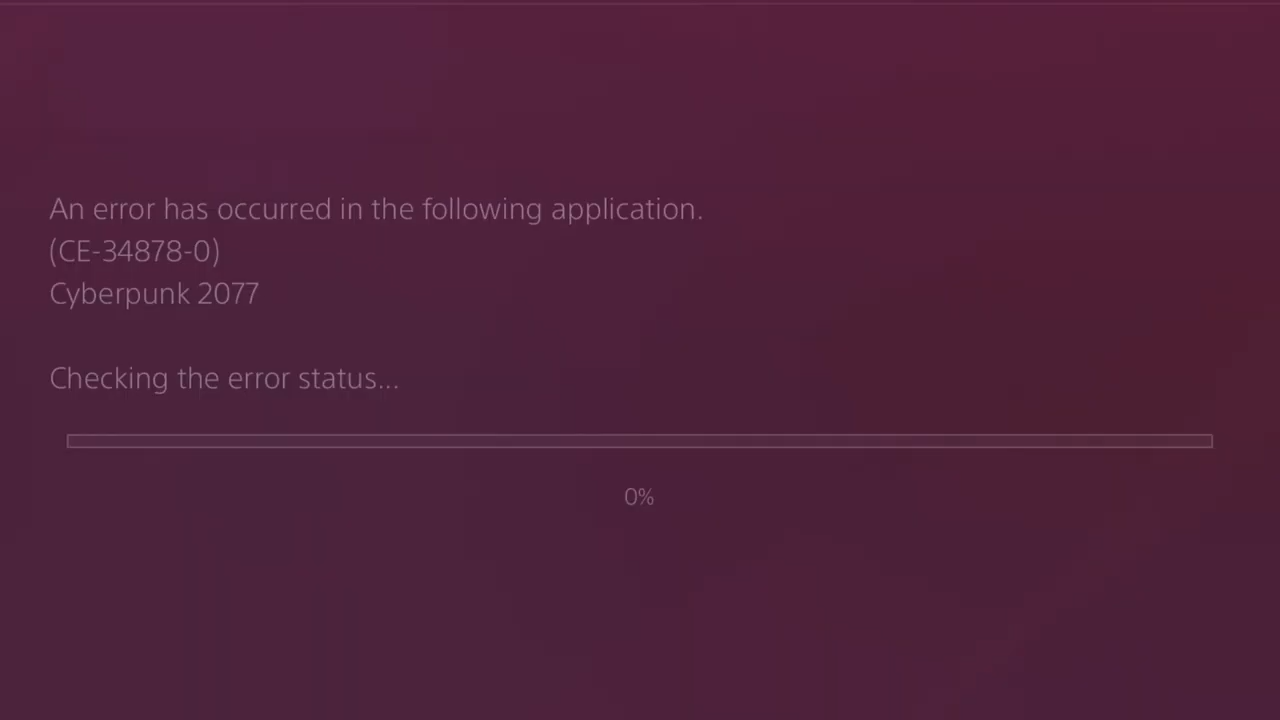 An error has occurred in the following application.
(CE-34878-0)
Cyberpunk 2077
Checking the error status...
0%